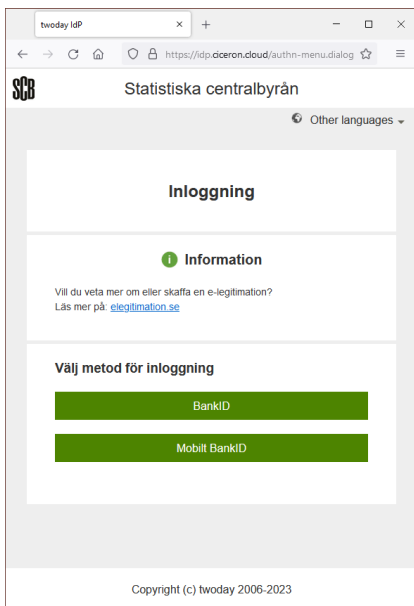 twoday IdP
https://idp.ciceron.cloud/authn-menu.dialog
SCB
Statistiska centralbyrån
Other languages
Inloggning
Information
Vill du veta mer om eller skaffa en e-legitimation?
Läs mer på: elegitimation.se
Välj metod för inloggning
BankID
Mobilt BankID
Copyright (c) twoday 2006-2023